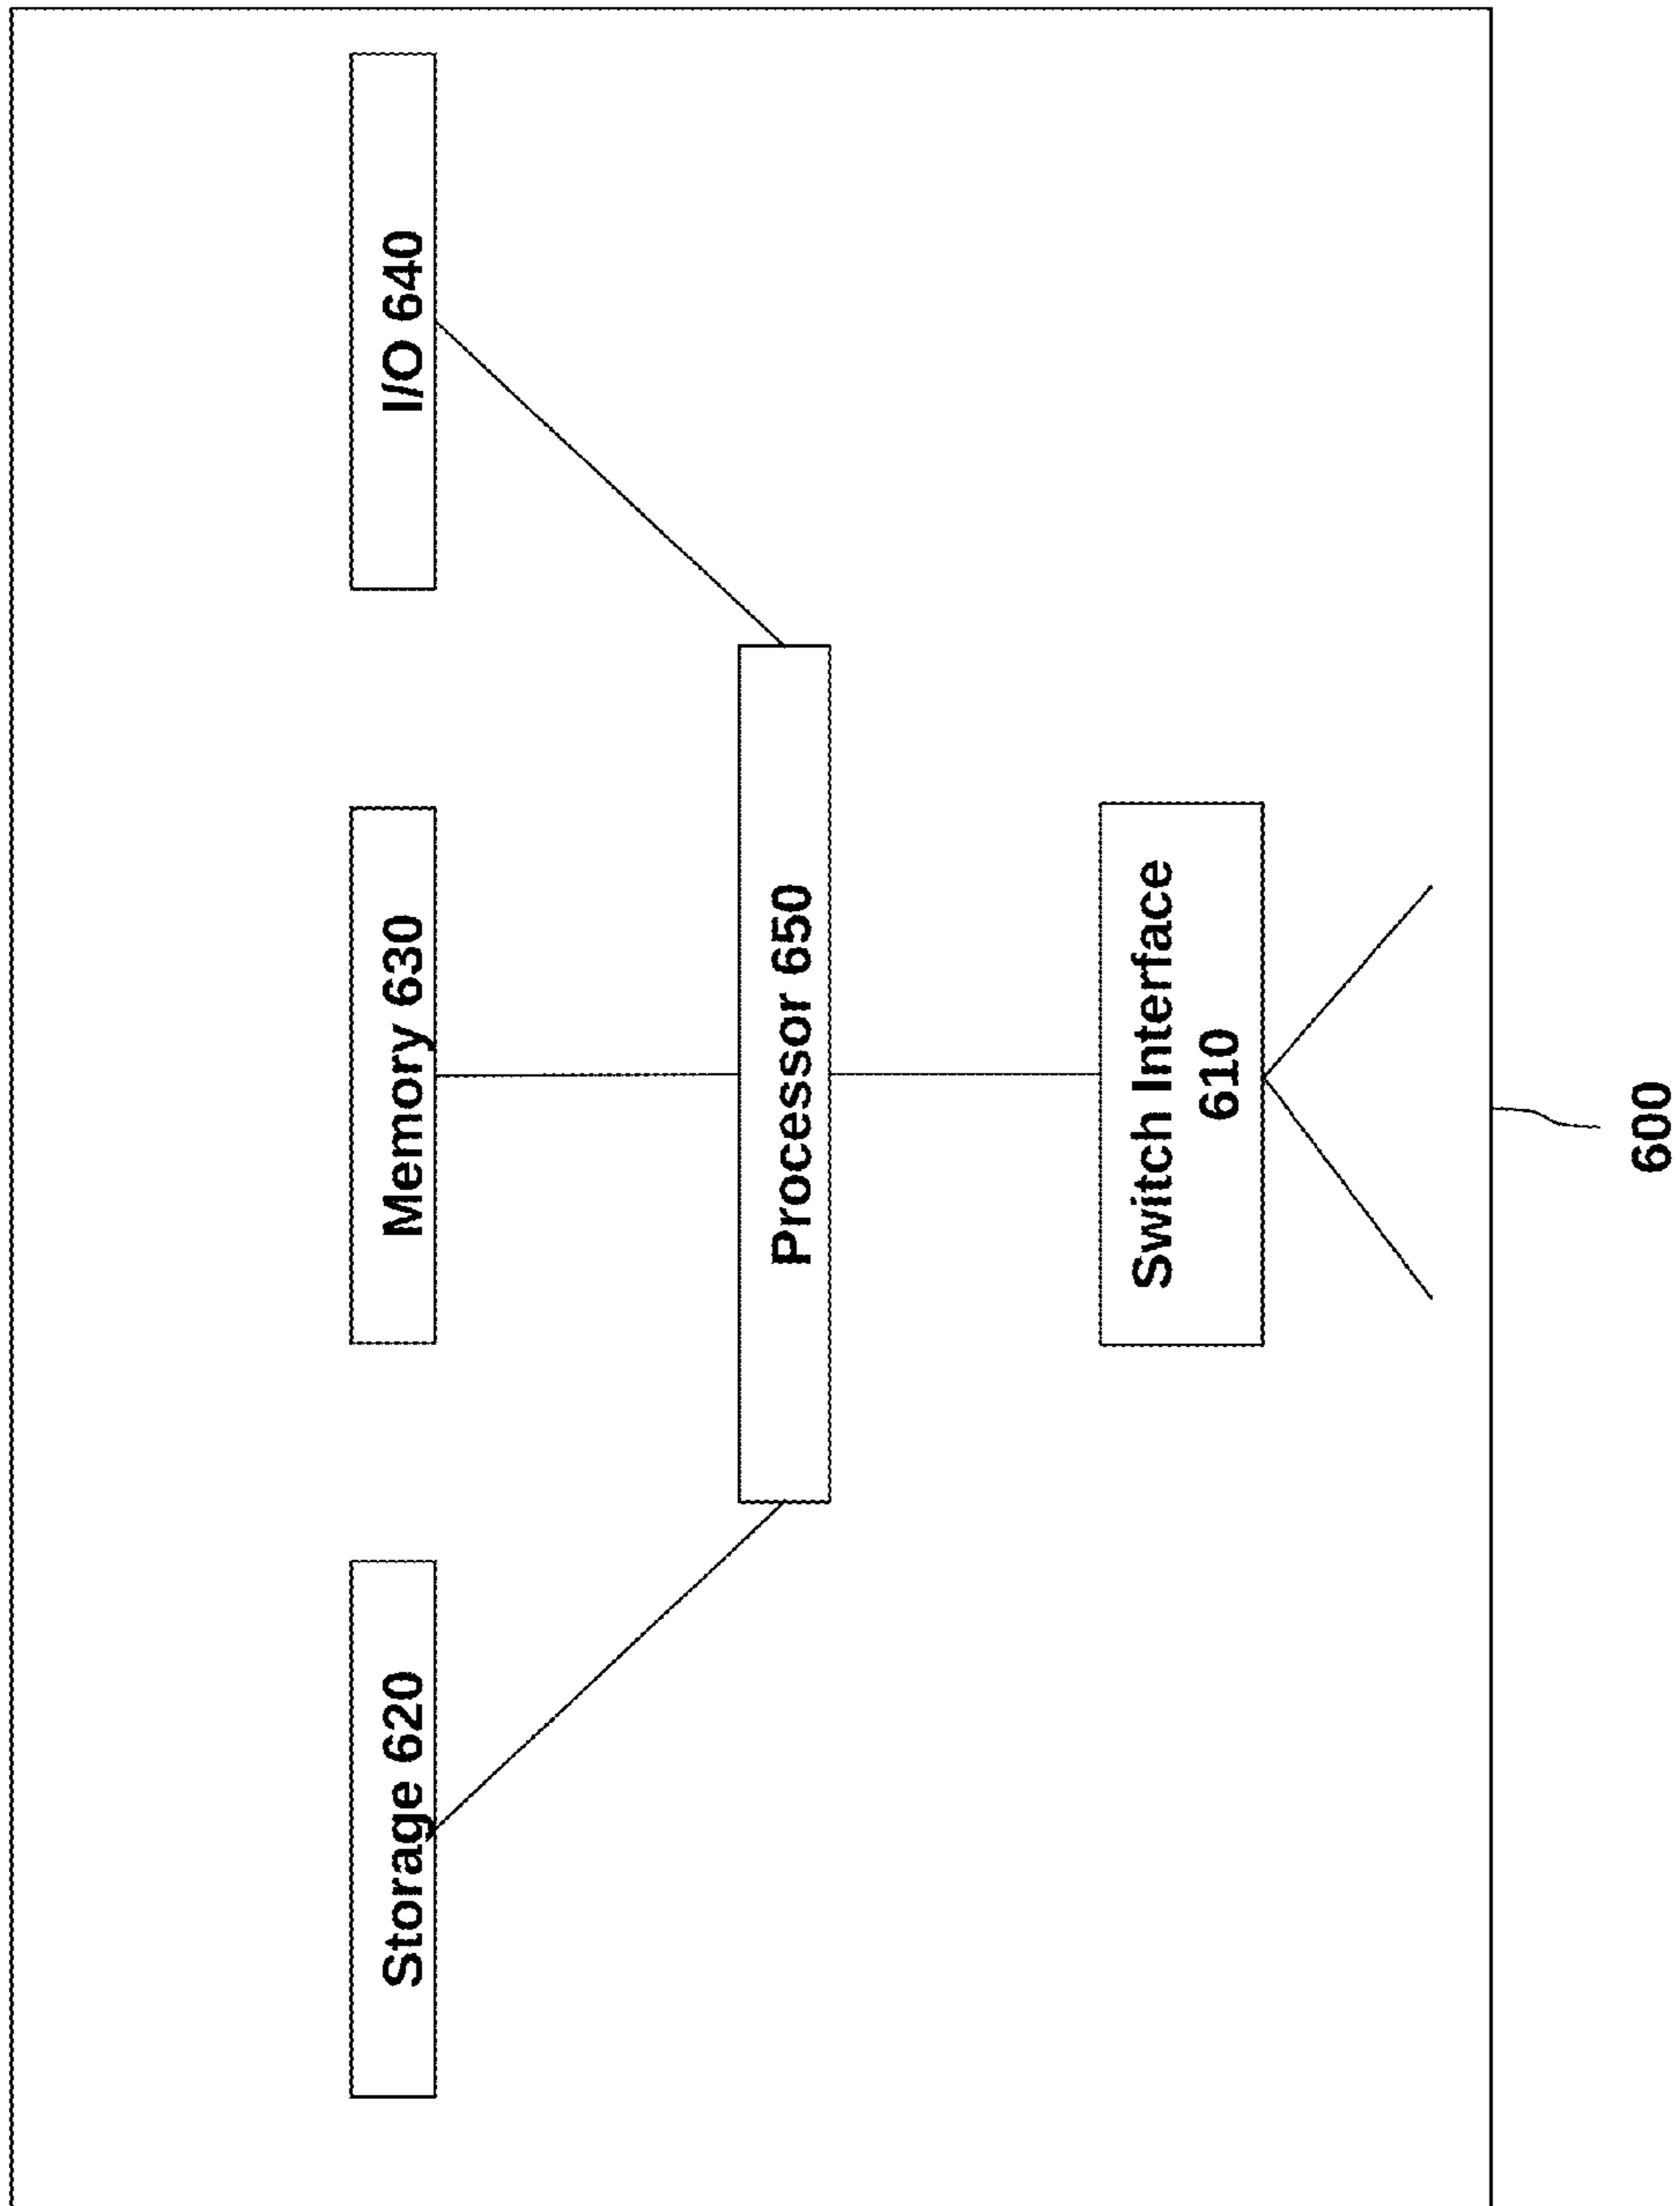 Storage 620
Memory 630
I/O 640
Processor 650
Switch Interface
610
600